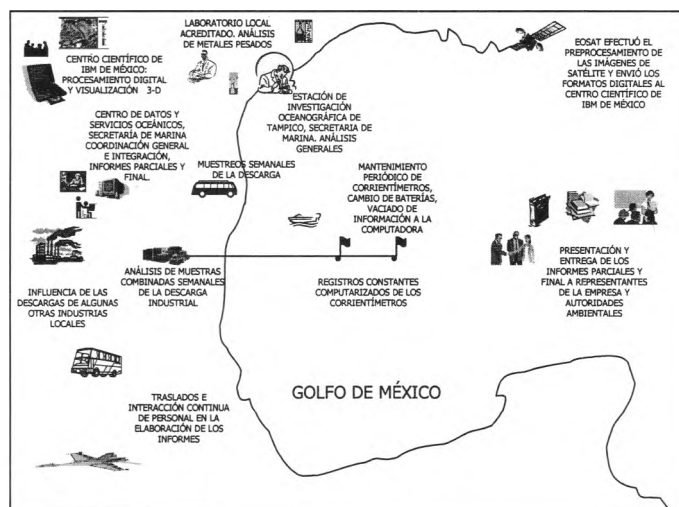 LABORATORIO LOCAL
ACREDITADO. ANÁLISIS
DE METALES PESADOS
CENTRO CIENTÍFICO DE
IBM DE MÉXICO:
PROCESAMIENTO DIGITAL
Y VISUALIZACIÓN 3-D
EOSAT EFECTUÓ EL
PREPROCESAMIENTO DE
LAS IMÁGENES DE
SATÉLITE Y ENVIÓ LOS
FORMATOS DIGITALES AL
CENTRO CIENTÍFICO DE
IBM DE MÉXICO
ESTACIÓN DE
INVESTIGACIÓN
OCEANOGRÁFICA DE
TAMPICO, SECRETARIA DE
MARINA. ANÁLISIS
GENERALES
CENTRO DE DATOS Y
SERVICIOS OCEÁNICOS,
SECRETARÍA DE MARINA
COORDINACIÓN GENERAL
E INTEGRACIÓN,
INFORMES PARCIALES Y
FINAL.
MUESTREOS SEMANALES
DE LA DESCARGA
MANTENIMIENTO
PERIÓDICO DE
CORRIENTÍMETROS,
CAMBIO DE BATERÍAS,
VACIADO DE
INFORMACIÓN A LA
COMPUTADORA
PRESENTACIÓN Y
ENTREGA DE LOS
INFORMES PARCIALES Y
FINAL A REPRESENTANTES
DE LA EMPRESA Y
AUTORIDADES
AMBIENTALES
INFLUENCIA DE LAS
DESCARGAS DE ALGUNAS
OTRAS INDUSTRIAS
LOCALES
ANÁLISIS DE MUESTRAS
COMBINADAS SEMANALES
DE LA DESCARGA
INDUSTRIAL
REGISTROS CONSTANTES
COMPUTARIZADOS DE LOS
CORRIENTÍMETROS
GOLFO DE MÉXICO
TRASLADOS E
INTERACCIÓN CONTINUA
DE PERSONAL EN LA
ELABORACIÓN DE LOS
INFORMES